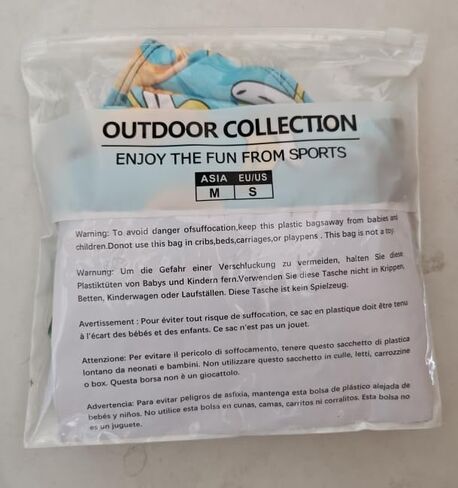 OUTDOOR COLLECTION
ENJOY THE FUN FROM SPORTS
ASIA EU/US
M S
Warning: To avoid danger ofsuffocation,keep this plastic bagsaway from babies and
children.Donot use this bag in cribs,beds,carriages,or playpens . This bag is not a toy.
Warnung: Um die Gefahr einer Verschluckung zu vermeiden, halten Sie diese
Plastiktüten von Babys und Kindern fern.Verwenden Sie diese Tasche nicht in Krippen,
Betten, Kinderwagen oder Laufställen. Diese Tasche ist kein Spielzeug.
Avertissement : Pour éviter tout risque de suffocation, ce sac en plastique doit être tenu
à l'écart des bébés et des enfants. Ce sac n'est pas un jouet.
Attenzione: Per evitare il pericolo di soffocamento, tenere questo sacchetto di plastica
lontano da neonati e bambini. Non utilizzare questo sacchetto in culle, letti, carrozzine
o box. Questa borsa non è un giocattolo.
Advertencia: Para evitar peligros de asfixia, mantenga esta bolsa de plástico alejada de
bebés y niños. No utilice esta bolsa en cunas, camas, carritos ni corralitos. Esta bolsa no
es un juguete.